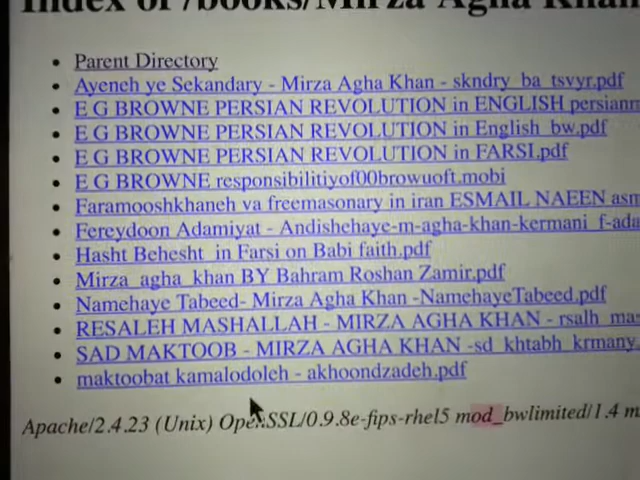 Index of /books/Mirza Agha Khan
Parent Directory
Ayeneh ye Sekandary - Mirza Agha Khan - skndry_ba_tsvyr.pdf
E G BROWNE PERSIAN REVOLUTION in ENGLISH
E G BROWNE PERSIAN REVOLUTION in English_bw.pdf
E G BROWNE PERSIAN REVOLUTION in FARSI.pdf
E G BROWNE responsibilitiyof00browuoft.mobi
Faramooshkhaneh va freemasonary in iran ESMAIL NAEEN
Fereydoon Adamiyat - Andishehaye-m-agha-khan-kermani_f-ada
Hasht Behesht_in Farsi on Babi faith.pdf
Mirza_agha_khan BY Bahram Roshan Zamir.pdf
Namehaye Tabeed- Mirza Agha Khan -NamehayeTabeed.pdf
RESALEH MASHALLAH - MIRZA AGHA KHAN - rsalh_mas
SAD MAKTOOB - MIRZA AGHA KHAN -sd_khtabh_krmany
maktoobat kamalodoleh - akhoondzadeh.pdf
Apache/2.4.23 (Unix) OpenSSL/0.9.8e-fips-rhel5 mod_bwlimited/1.4